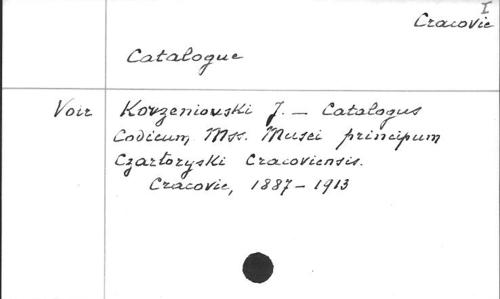 I
Cracovie
Catalogue
Voir Korzeniowski J. — Catalogus
Codicum Mss. Musei principum
Czartoryski Cracoviensis.
Cracovie, 1887-1913